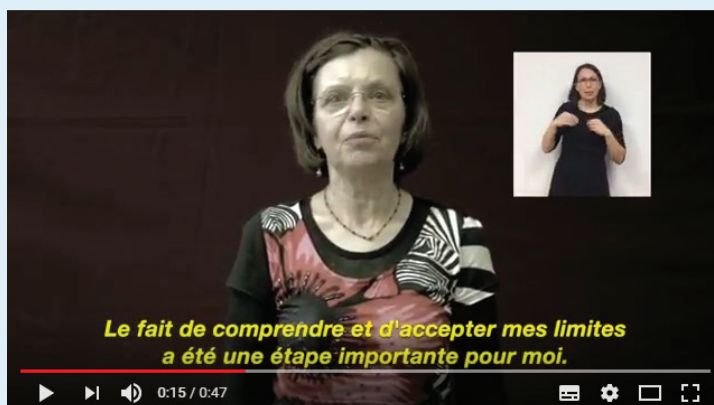 Le fait de comprendre et d'accepter mes limites
a été une étape importante pour moi.
0:15 / 0:47